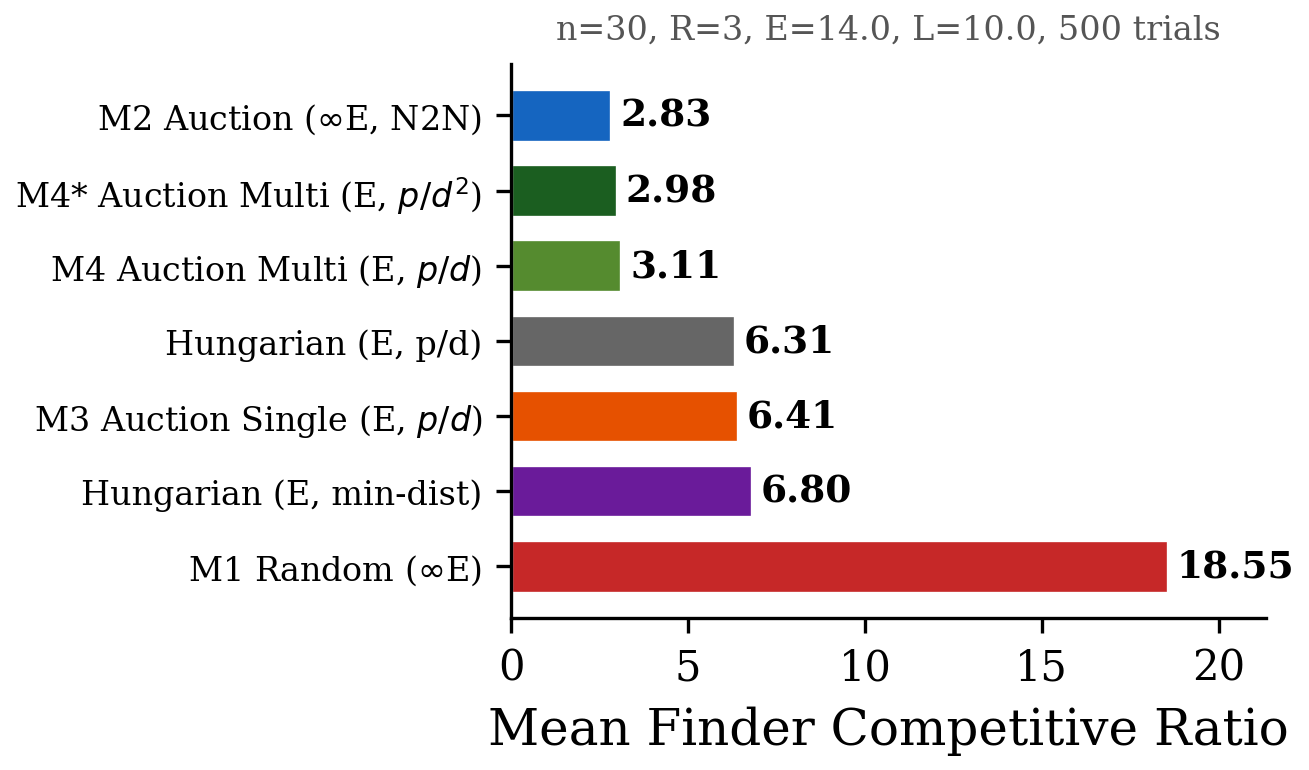 n=30, R=3, E=14.0, L=10.0, 500 trials
M2 Auction (∞E, N2N) 2.83
M4* Auction Multi (E, p/d²) 2.98
M4 Auction Multi (E, p/d) 3.11
Hungarian (E, p/d) 6.31
M3 Auction Single (E, p/d) 6.41
Hungarian (E, min-dist) 6.80
M1 Random (∞E) 18.55
0 5 10 15 20
Mean Finder Competitive Ratio